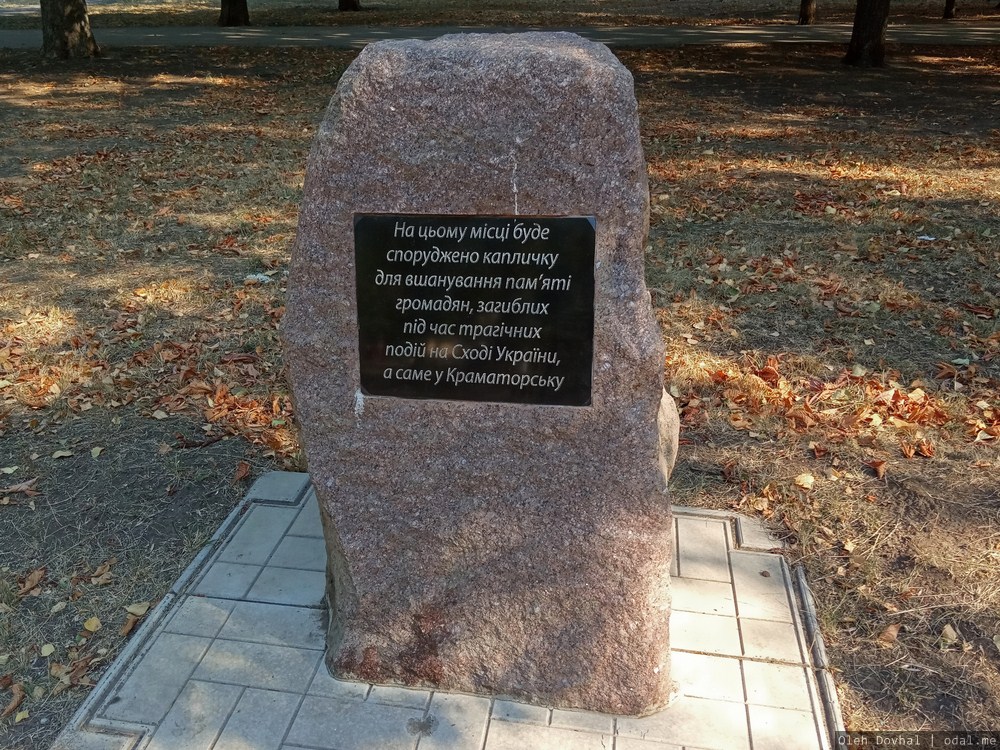 На цьому місці буде
споруджено капличку
для вшанування пам'яті
громадян, загиблих
під час трагічних
подій на Сході України,
а саме у Краматорську
Oleh Dovhal | odal.me